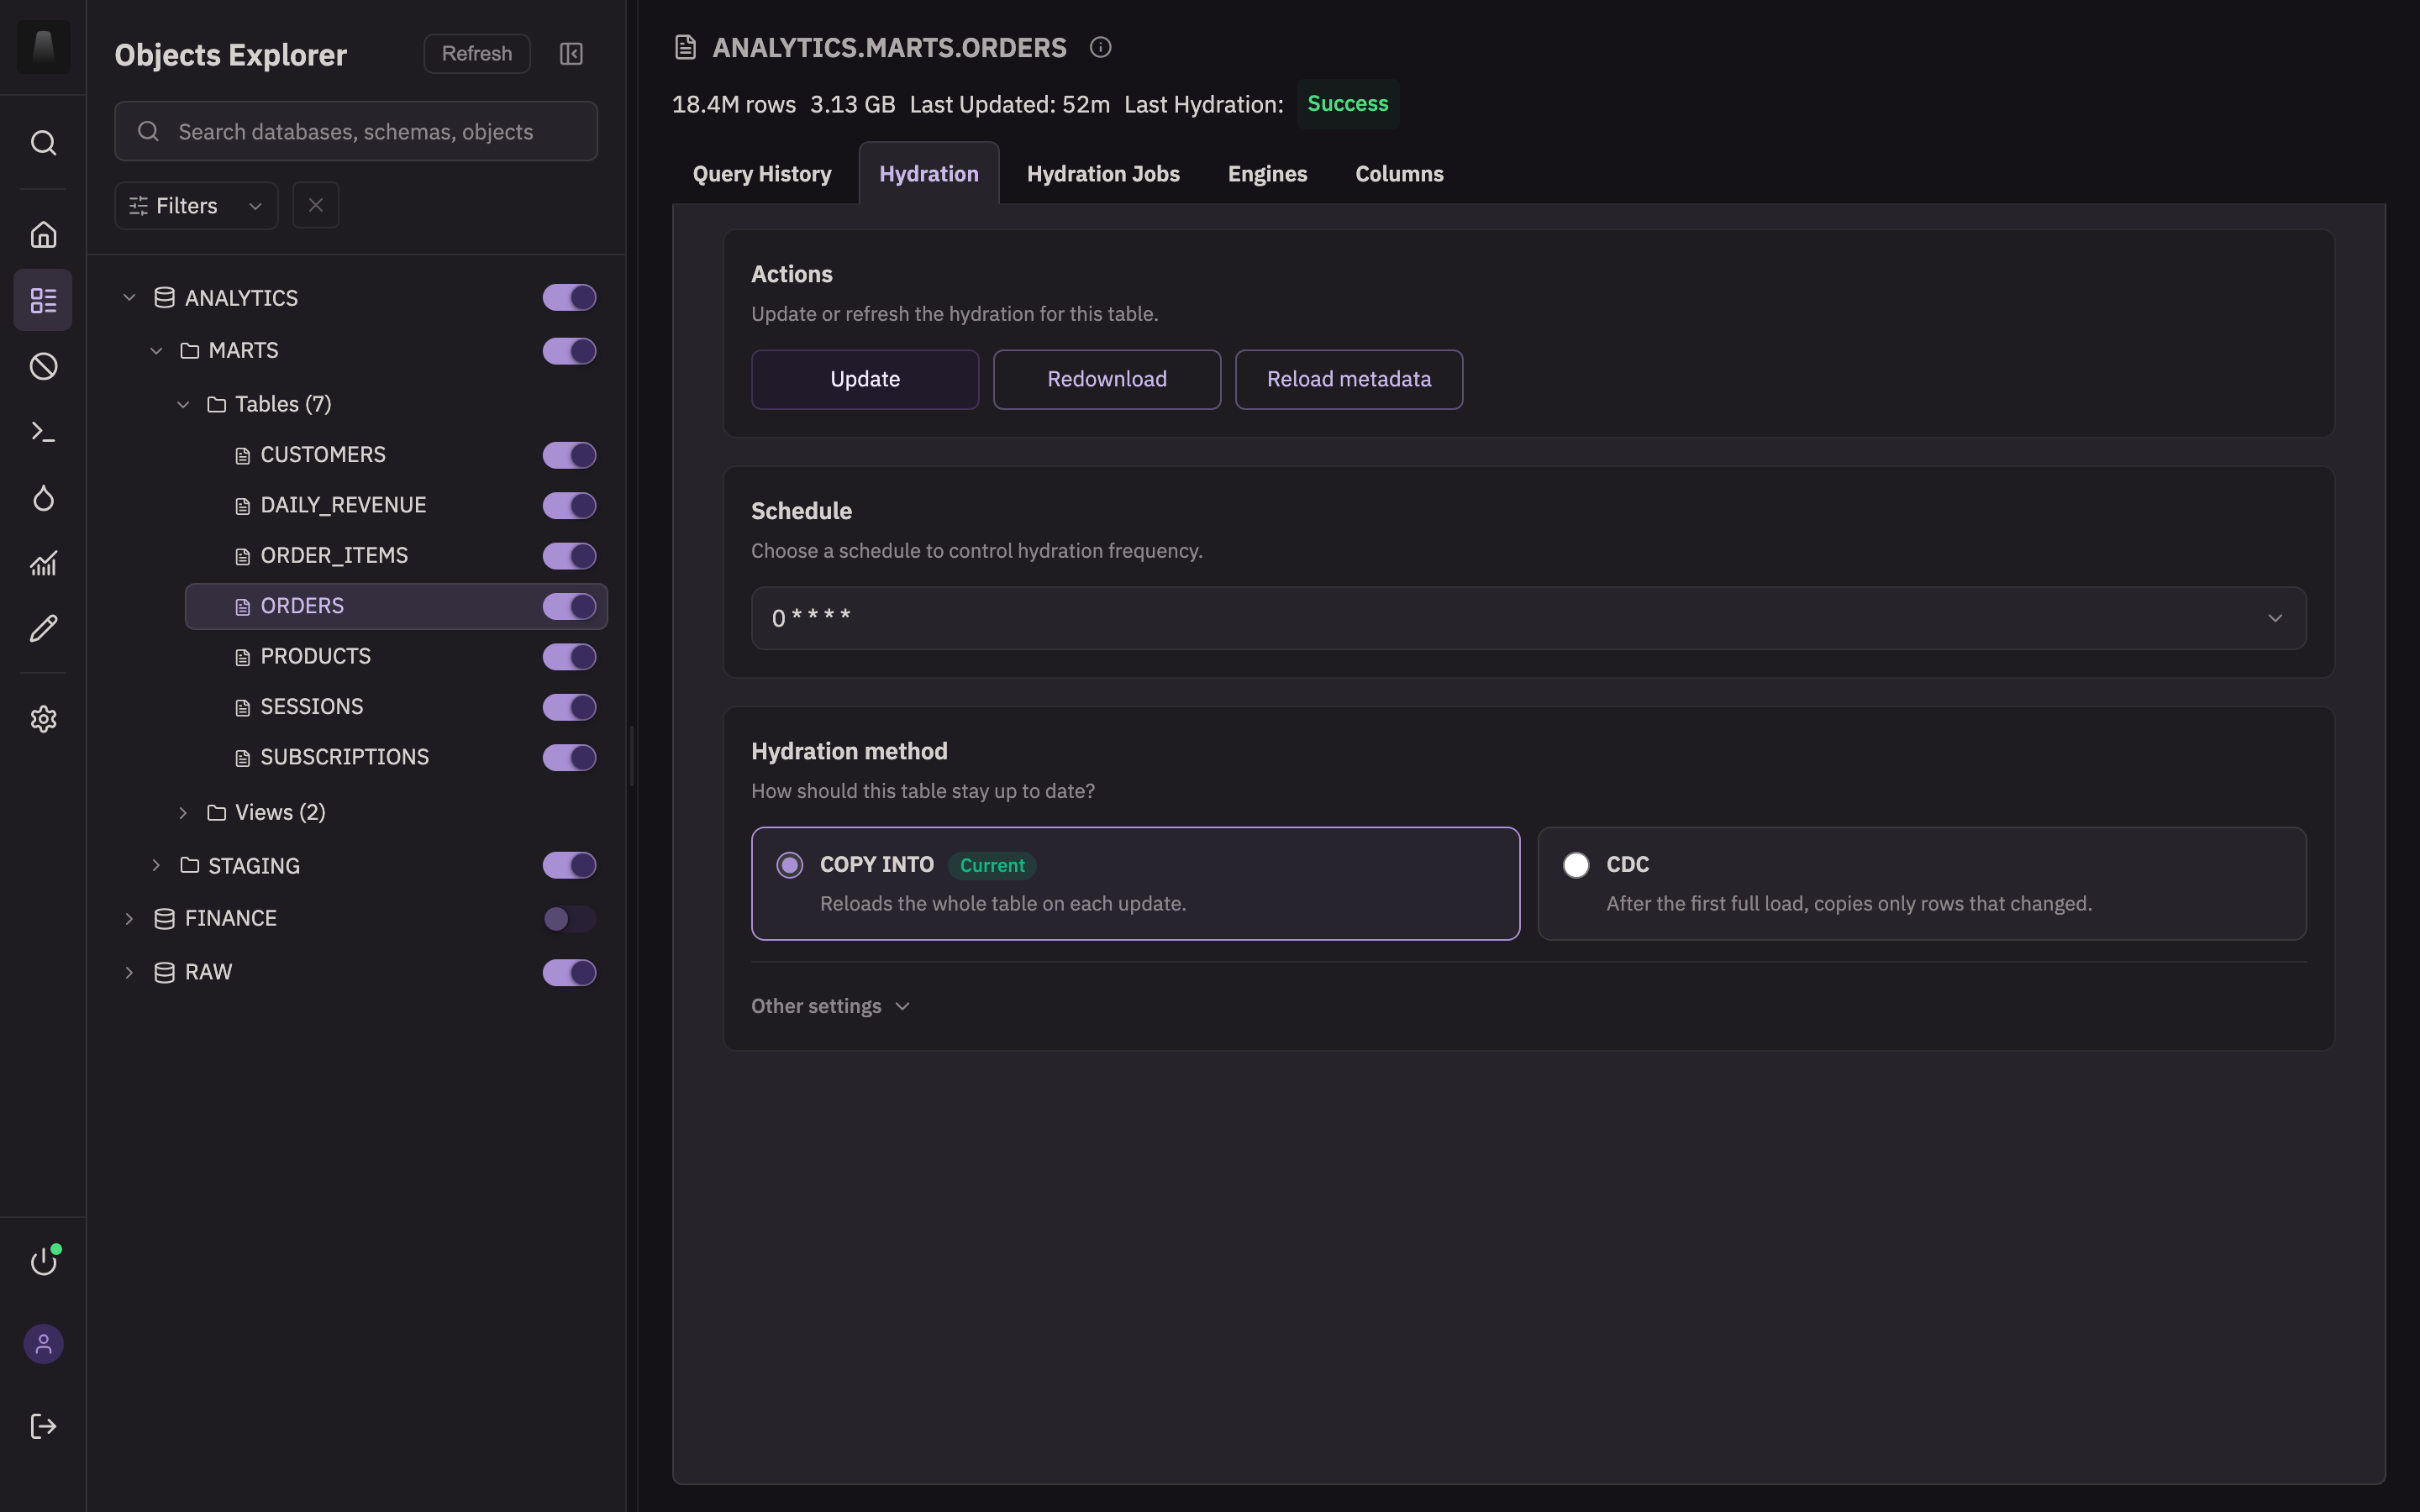 Objects Explorer
Refresh
Search databases, schemas, objects
Filters
ANALYTICS
MARTS
Tables (7)
CUSTOMERS
DAILY_REVENUE
ORDER_ITEMS
ORDERS
PRODUCTS
SESSIONS
SUBSCRIPTIONS
Views (2)
STAGING
FINANCE
RAW
ANALYTICS.MARTS.ORDERS
18.4M rows 3.13 GB Last Updated: 52m Last Hydration: Success
Query History Hydration Hydration Jobs Engines Columns
Actions
Update or refresh the hydration for this table.
Update Redownload Reload metadata
Schedule
Choose a schedule to control hydration frequency.
0 * * * *
Hydration method
How should this table stay up to date?
COPY INTO Current
Reloads the whole table on each update.
CDC
After the first full load, copies only rows that changed.
Other settings